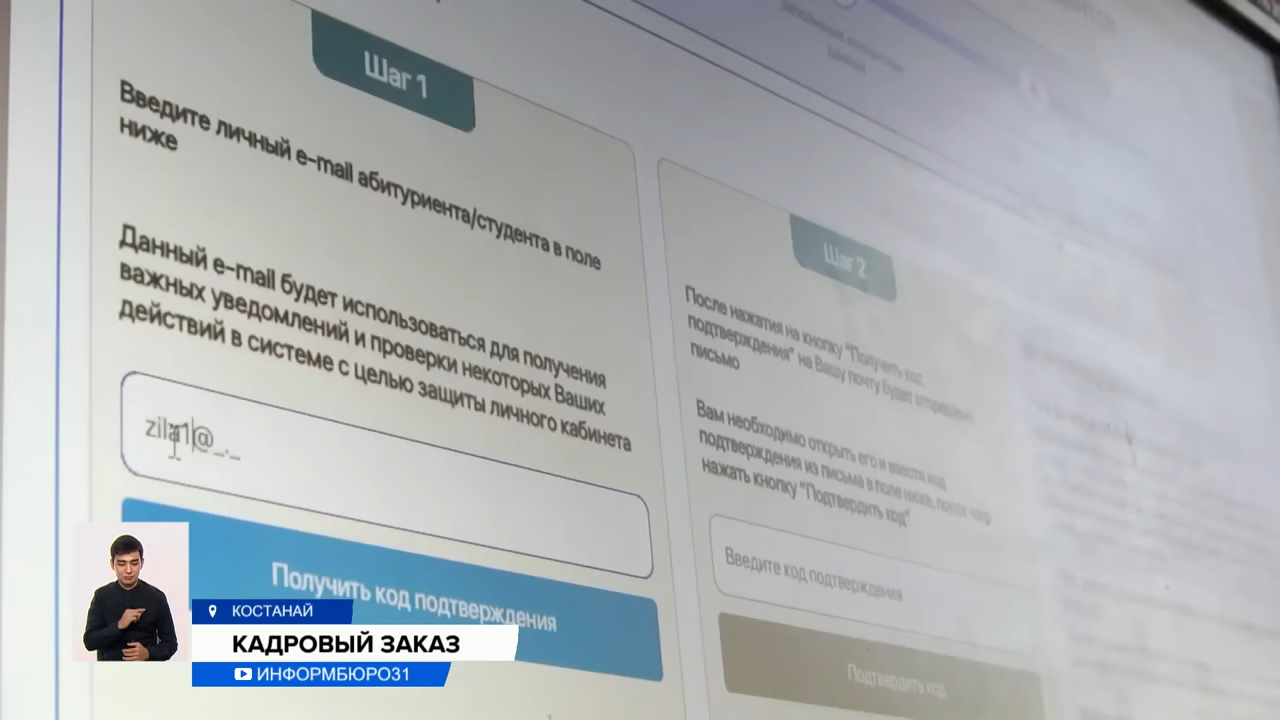 Шаг 1
Введите личный e-mail абитуриента/студента в поле
ниже
Данный e-mail будет использоваться для получения
важных уведомлений и проверки некоторых Ваших
действий в системе с целью защиты личного кабинета
zila1@_._
Получить код подтверждения
Шаг 2
После нажатия на кнопку "Получить код
подтверждения" на Вашу почту будет отправлено
письмо
Вам необходимо открыть его и ввести код
подтверждения из письма в поле ниже, после чего
нажать кнопку "Подтвердить код"
Введите код подтверждения
Подтвердить код
КОСТАНАЙ
КАДРОВЫЙ ЗАКАЗ
ИНФОРМБЮРО31